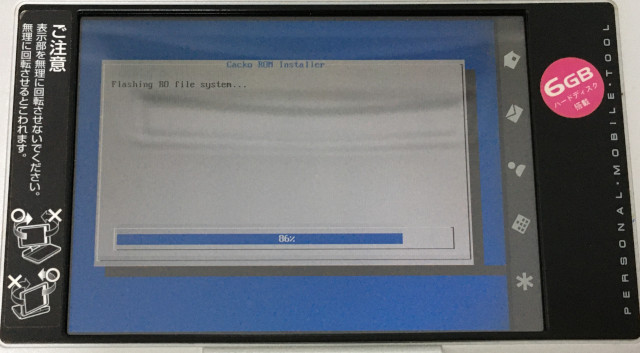 ご注意
表示部を無理に回転させないでください。
無理に回転させるとこわれます。
Cacko ROM Installer
Flashing RO file system...
86%
6GB
ハードディスク
搭載
PERSONAL・MOBILE・TOOL